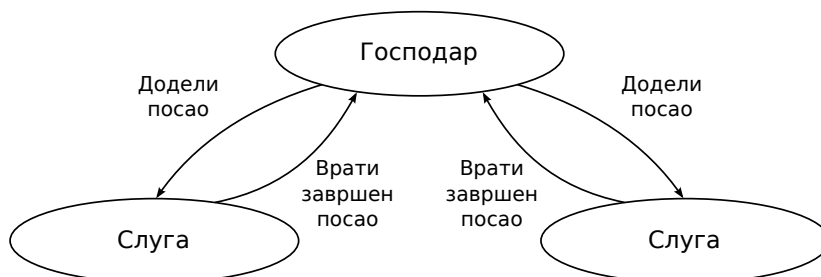 Господар
Додели
посао
Додели
посао
Врати
завршен
посао
Врати
завршен
посао
Слуга
Слуга